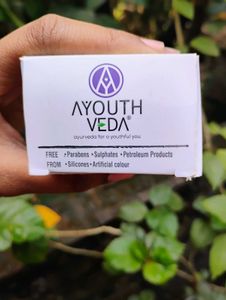 AYOUTH
VEDA®
ayurveda for a youthful you
FREE • Parabens • Sulphates • Petroleum Products
FROM • Silicones • Artificial colour